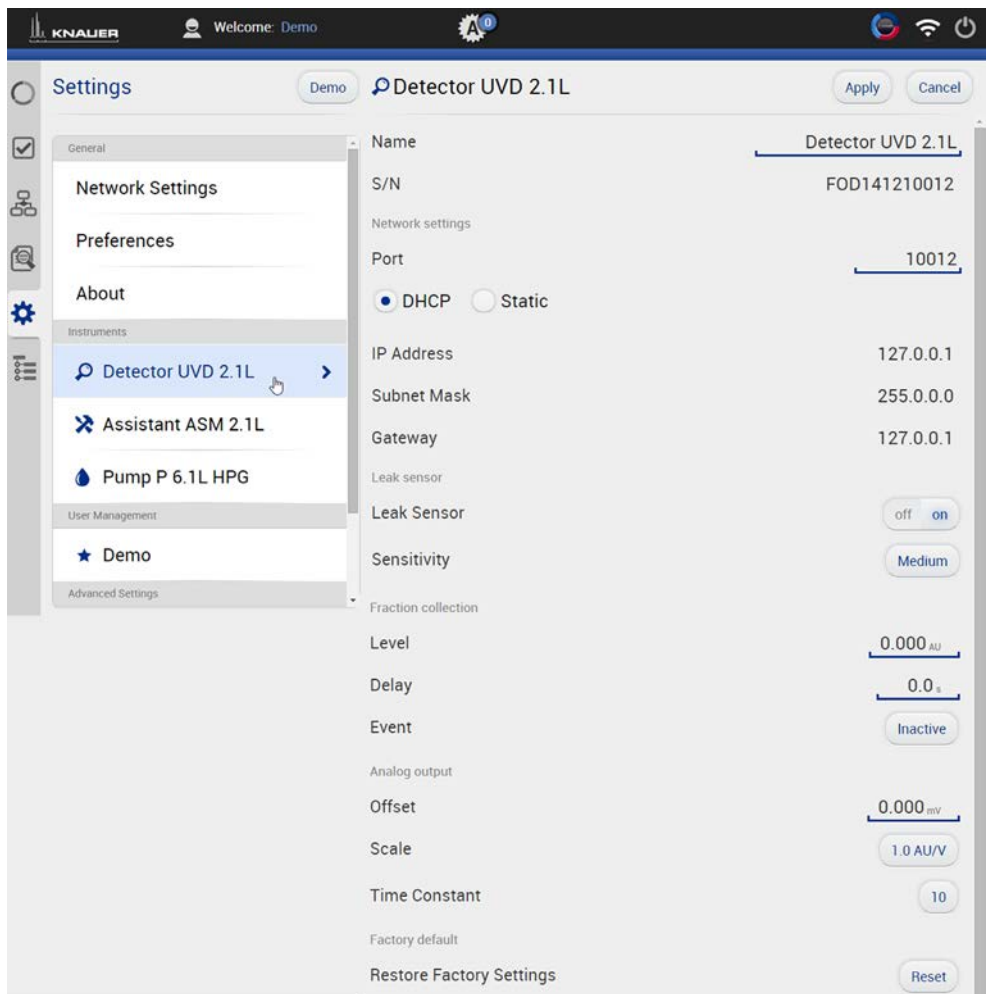 KNAUER Welcome: Demo A 0
Settings Demo Detector UVD 2.1L Apply Cancel
General
Network Settings
Preferences
About
Instruments
Detector UVD 2.1L
Assistant ASM 2.1L
Pump P 6.1L HPG
User Management
Demo
Advanced Settings
Name Detector UVD 2.1L
S/N FOD141210012
Network settings
Port 10012
DHCP Static
IP Address 127.0.0.1
Subnet Mask 255.0.0.0
Gateway 127.0.0.1
Leak sensor
Leak Sensor off on
Sensitivity Medium
Fraction collection
Level 0.000 AU
Delay 0.0 s
Event Inactive
Analog output
Offset 0.000 mV
Scale 1.0 AU/V
Time Constant 10
Factory default
Restore Factory Settings Reset